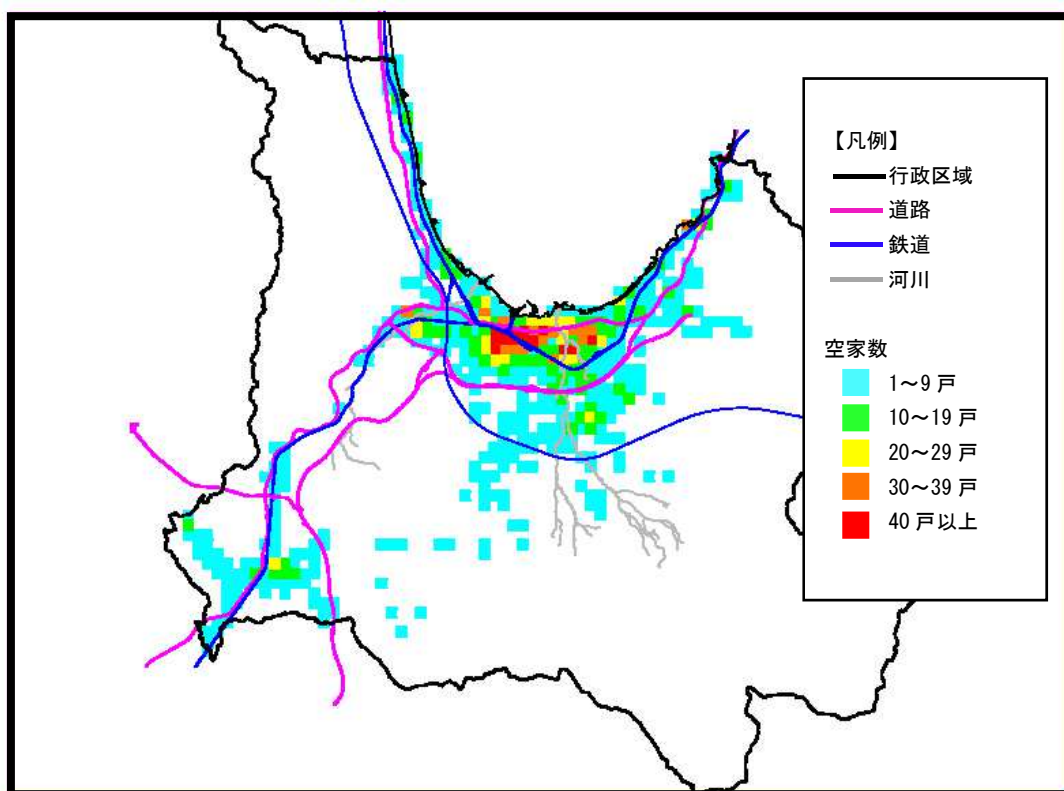 【凡例】
行政区域
道路
鉄道
河川
空家数
1～9 戸
10～19 戸
20～29 戸
30～39 戸
40 戸以上